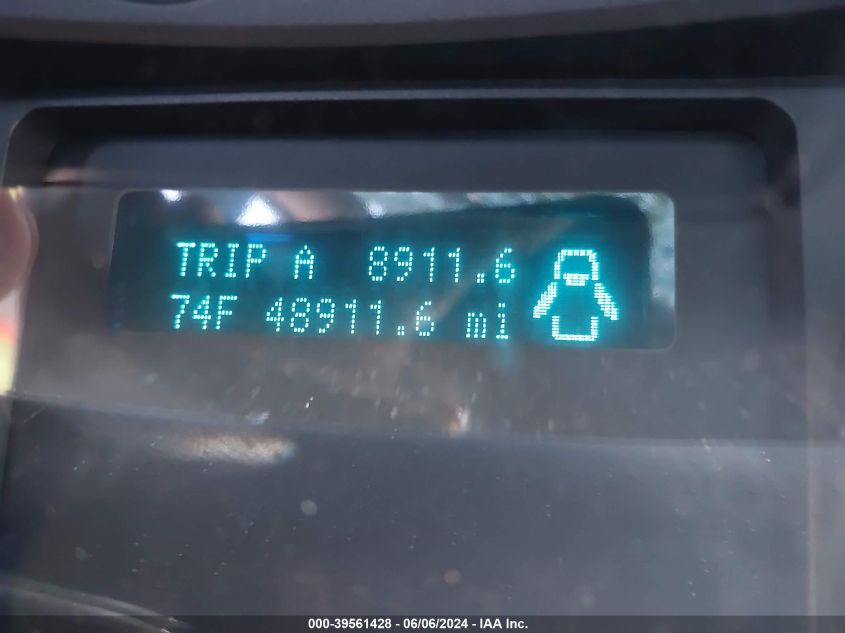 TRIP A 8911.6
74F 48911.6 mi
000-39561428 - 06/06/2024 - IAA Inc.